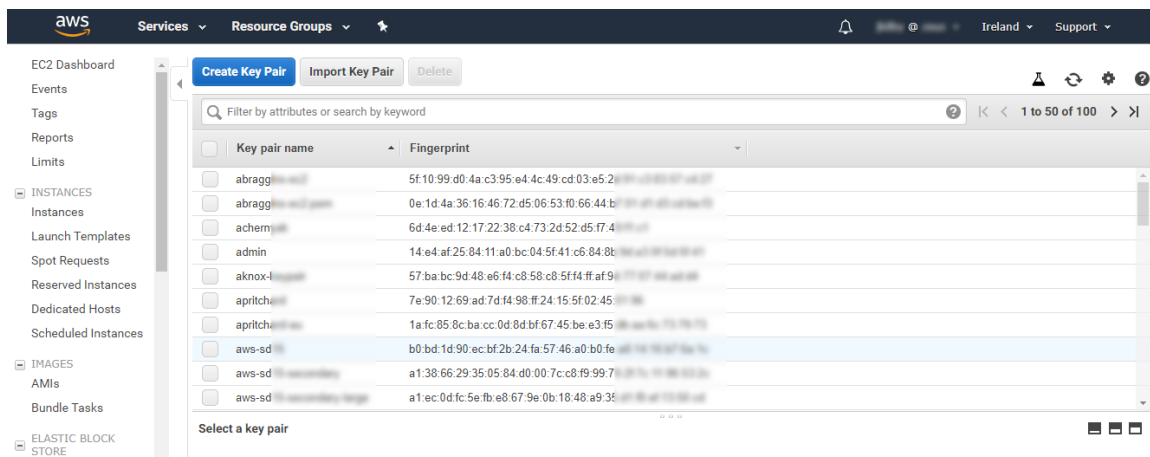 aws Services Resource Groups @ Ireland Support
EC2 Dashboard
Events
Tags
Reports
Limits
INSTANCES
Instances
Launch Templates
Spot Requests
Reserved Instances
Dedicated Hosts
Scheduled Instances
IMAGES
AMIs
Bundle Tasks
ELASTIC BLOCK
STORE
Create Key Pair Import Key Pair Delete
Filter by attributes or search by keyword 1 to 50 of 100
Key pair name Fingerprint
abragg 5f:10:99:d0:4a:c3:95:e4:4c:49:cd:03:e5:2
abragg 0e:1d:4a:36:16:46:72:d5:06:53:f0:66:44:b
achern 6d:4e:ed:12:17:22:38:c4:73:2d:52:d5:f7:4
admin 14:e4:af:25:84:11:a0:bc:04:5f:41:c6:84:8b
aknox- 57:ba:bc:9d:48:e6:f4:c8:58:c8:5f:f4:ff:af:9
apritcha 7e:90:12:69:ad:7d:f4:98:ff:24:15:5f:02:45:
apritcha 1a:fc:85:8c:ba:cc:0d:8d:bf:67:45:be:e3:f5
aws-sd b0:bd:1d:90:ec:bf:2b:24:fa:57:46:a0:b0:fe
aws-sd a1:38:66:29:35:05:84:d0:00:7c:c8:f9:99:7
aws-sd a1:ec:0d:fc:5e:fb:e8:67:9e:0b:18:48:a9:3
Select a key pair